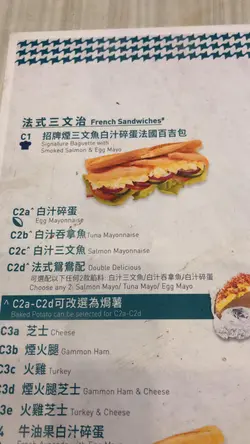 法式三文治 French Sandwiches#
C1 招牌煙三文魚白汁碎蛋法國百吉包
Signature Baguette with
Smoked Salmon & Egg Mayo
C2a^ 白汁碎蛋
Egg Mayonnaise
C2b^ 白汁吞拿魚 Tuna Mayonnaise
C2c^ 白汁三文魚 Salmon Mayonnaise
C2d^ 法式鴛鴦配 Double Delicious
可選配以下任何2款餡料: 白汁三文魚/白汁吞拿魚/白汁碎蛋
Choose any 2: Salmon Mayo/ Tuna Mayo/ Egg Mayo
^ C2a-C2d可改選為焗薯
Baked Potato can be selected for C2a-C2d
C3a 芝士 Cheese
C3b 煙火腿 Gammon Ham
C3c 火雞 Turkey
C3d 煙火腿芝士 Gammon Ham & Cheese
C3e 火雞芝士 Turkey & Cheese
牛油果白汁碎蛋